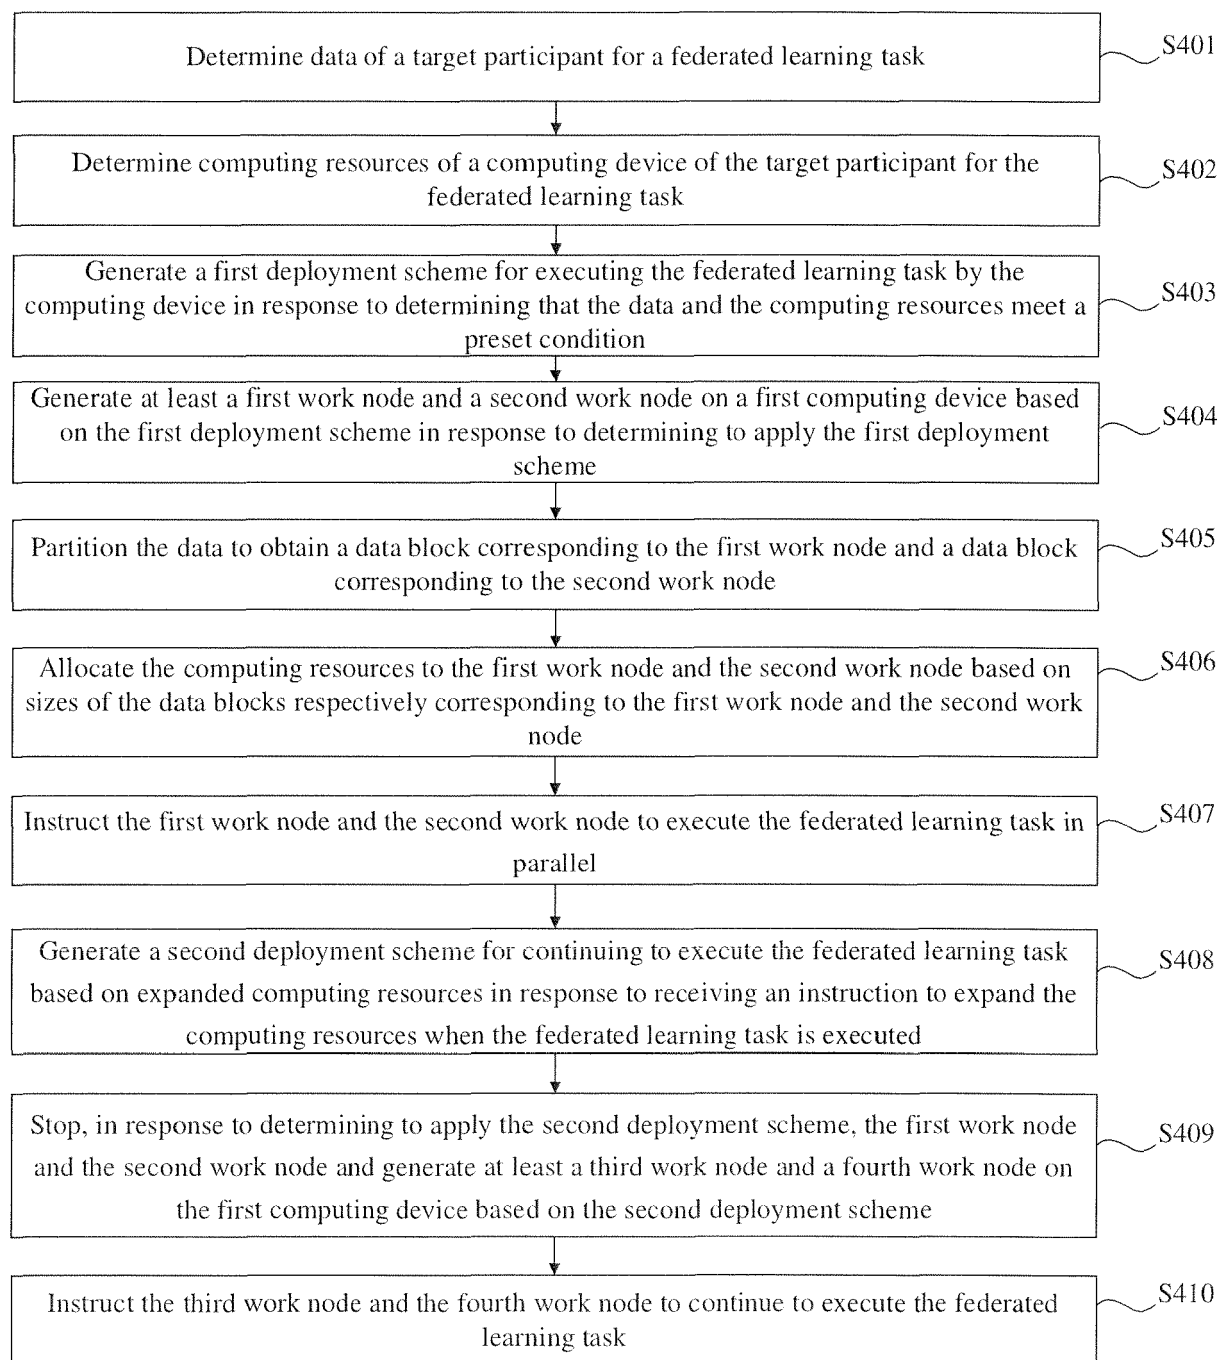 Determine data of a target participant for a federated learning task
S401
Determine computing resources of a computing device of the target participant for the
federated learning task
S402
Generate a first deployment scheme for executing the federated learning task by the
computing device in response to determining that the data and the computing resources meet a
preset condition
S403
Generate at least a first work node and a second work node on a first computing device based
on the first deployment scheme in response to determining to apply the first deployment
scheme
S404
Partition the data to obtain a data block corresponding to the first work node and a data block
corresponding to the second work node
S405
Allocate the computing resources to the first work node and the second work node based on
sizes of the data blocks respectively corresponding to the first work node and the second work
node
S406
Instruct the first work node and the second work node to execute the federated learning task in
parallel
S407
Generate a second deployment scheme for continuing to execute the federated learning task
based on expanded computing resources in response to receiving an instruction to expand the
computing resources when the federated learning task is executed
S408
Stop, in response to determining to apply the second deployment scheme, the first work node
and the second work node and generate at least a third work node and a fourth work node on
the first computing device based on the second deployment scheme
S409
Instruct the third work node and the fourth work node to continue to execute the federated
learning task
S410